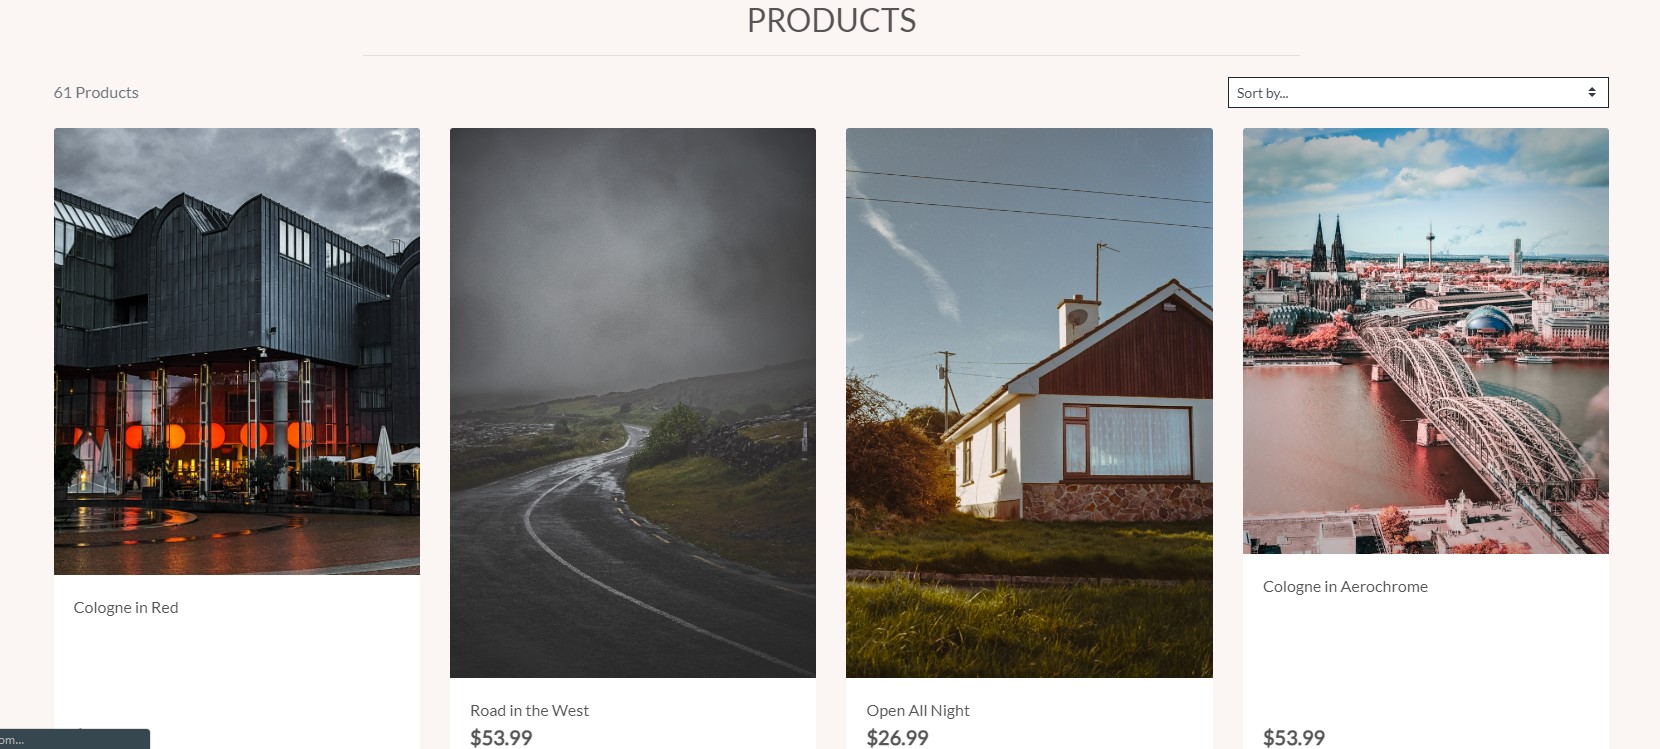 PRODUCTS
61 Products
Sort by...
Cologne in Red
Road in the West
$53.99
Open All Night
$26.99
Cologne in Aerochrome
$53.99
om...